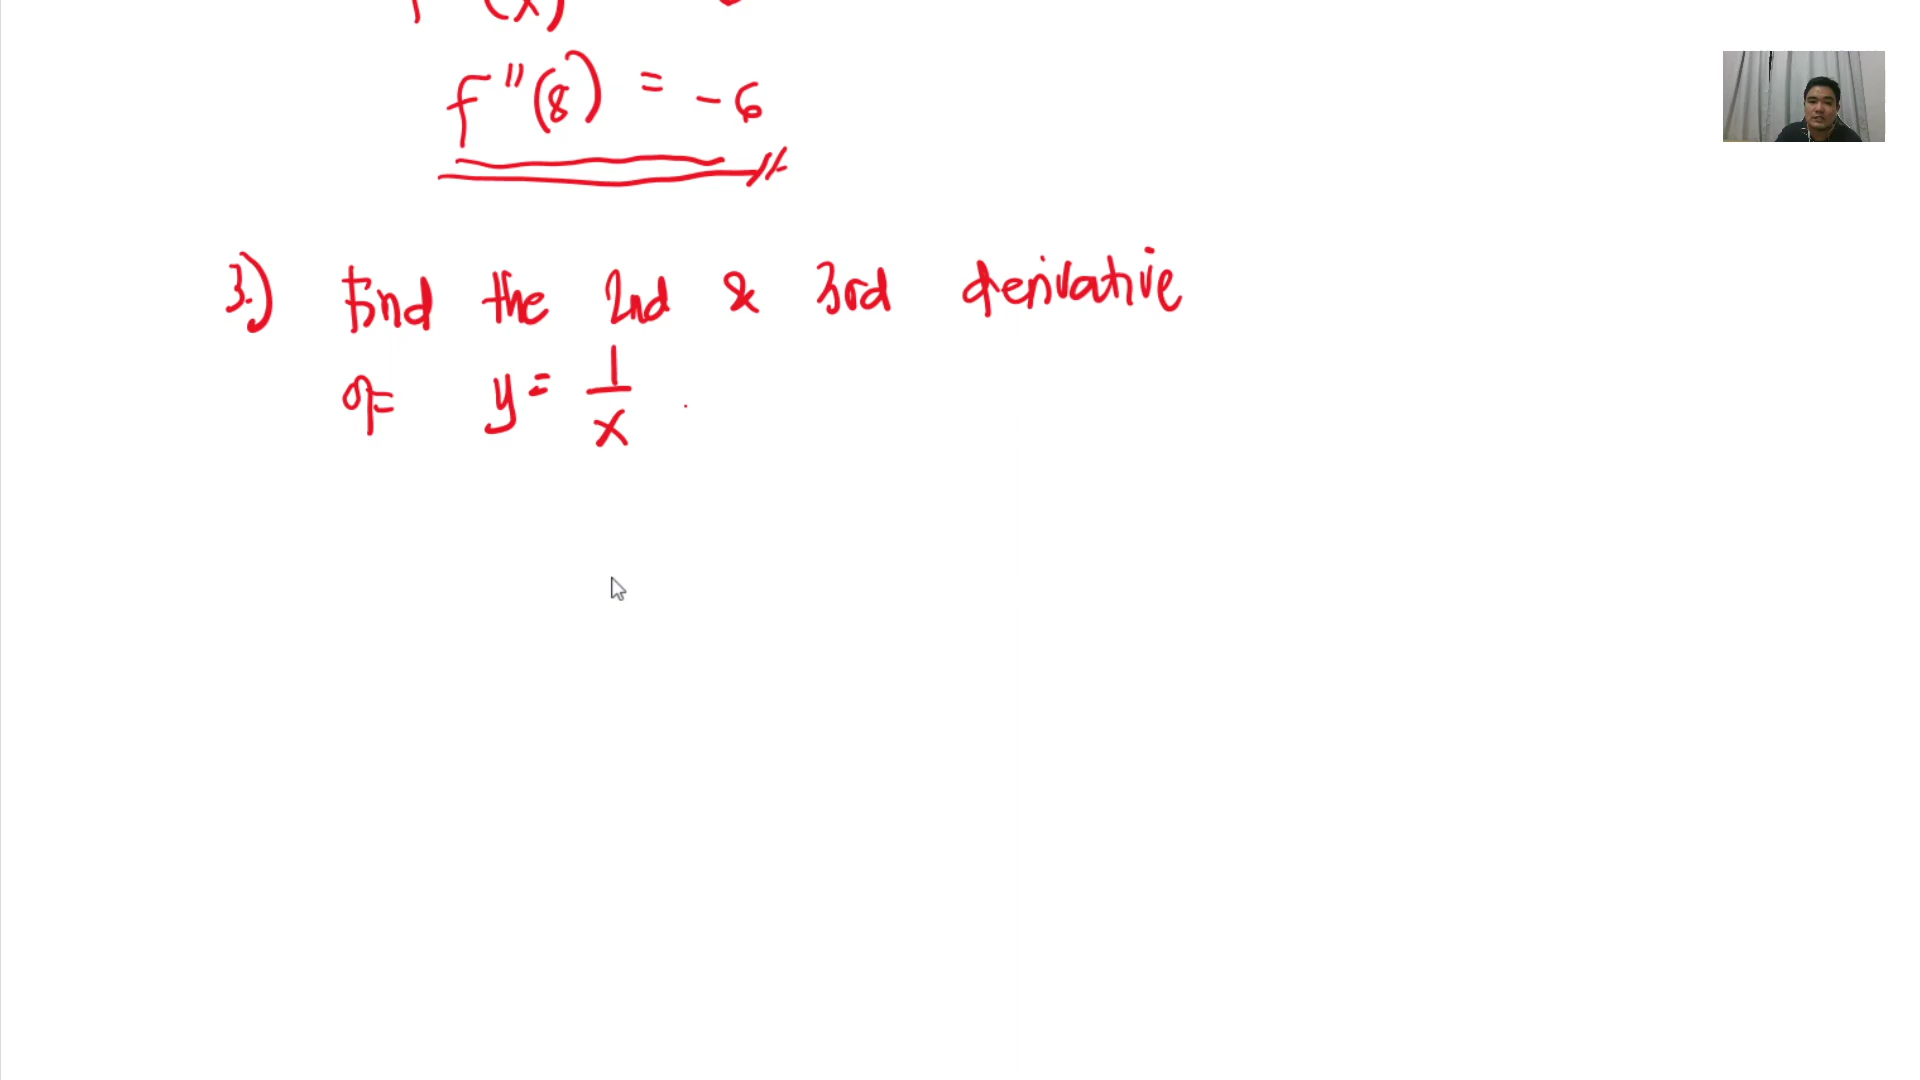 (x)
f"(8) = -6
3.) Find the 2nd & 3rd derivative
of y = 1/x.